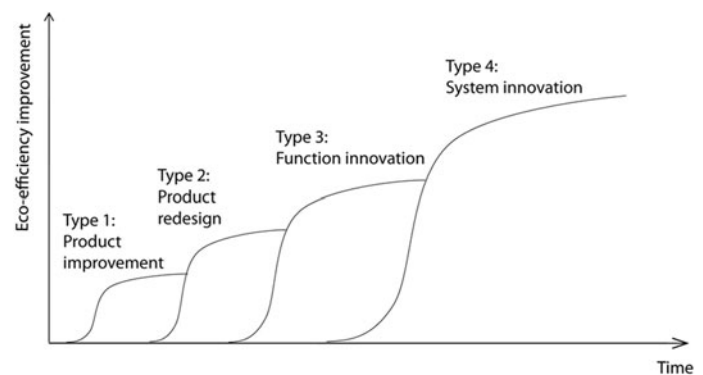 Eco-efficiency improvement
Type 1:
Product
improvement
Type 2:
Product
redesign
Type 3:
Function innovation
Type 4:
System innovation
Time